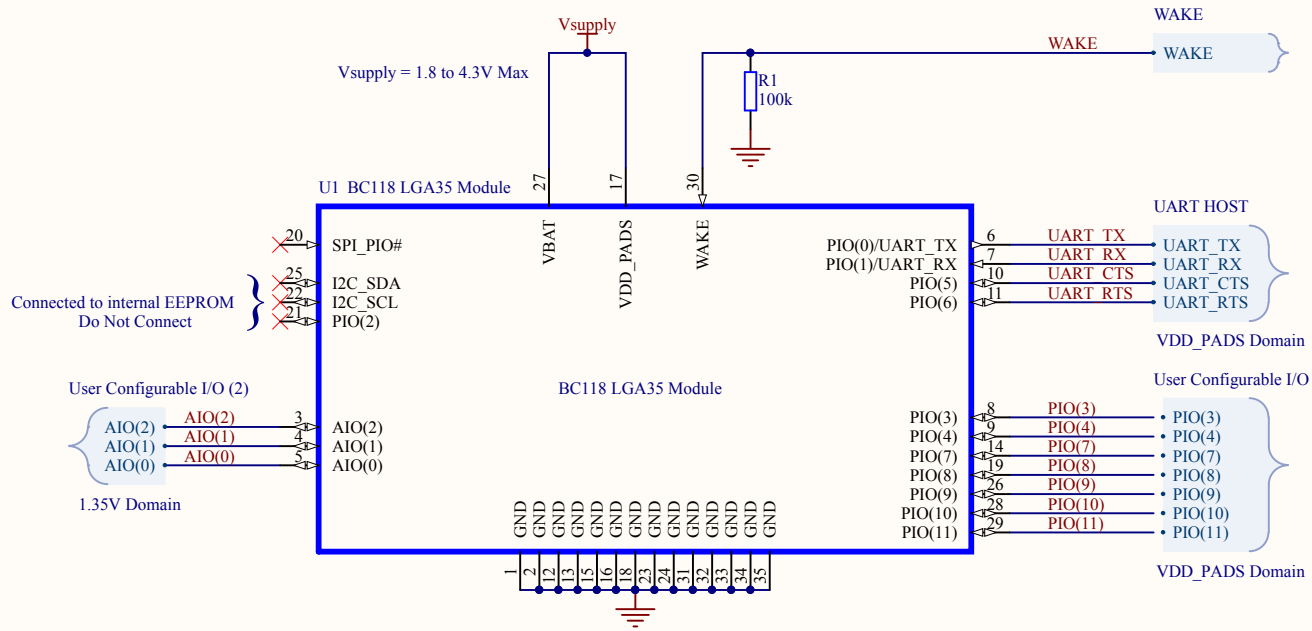 WAKE
Vsupply
WAKE
WAKE
Vsupply = 1.8 to 4.3V Max
R1
100k
27
17
30
U1 BC118 LGA35 Module
UART HOST
VBAT
VDD_PADS
WAKE
20 SPI_PIO#
25 I2C_SDA
22 I2C_SCL
21 PIO(2)
Connected to internal EEPROM
Do Not Connect
PIO(0)/UART_TX 6 UART_TX UART_TX
PIO(1)/UART_RX 7 UART_RX UART_RX
PIO(5) 10 UART_CTS UART_CTS
PIO(6) 11 UART_RTS UART_RTS
VDD_PADS Domain
User Configurable I/O (2)
BC118 LGA35 Module
User Configurable I/O
AIO(2) AIO(2) 3 AIO(2)
AIO(1) AIO(1) 4 AIO(1)
AIO(0) AIO(0) 5 AIO(0)
1.35V Domain
PIO(3) 8 PIO(3) PIO(3)
PIO(4) 9 PIO(4) PIO(4)
PIO(7) 14 PIO(7) PIO(7)
PIO(8) 19 PIO(8) PIO(8)
PIO(9) 26 PIO(9) PIO(9)
PIO(10) 28 PIO(10) PIO(10)
PIO(11) 29 PIO(11) PIO(11)
VDD_PADS Domain
GND GND GND GND GND GND GND GND GND GND GND GND GND GND
1 2 12 13 15 16 18 23 24 31 32 33 34 35